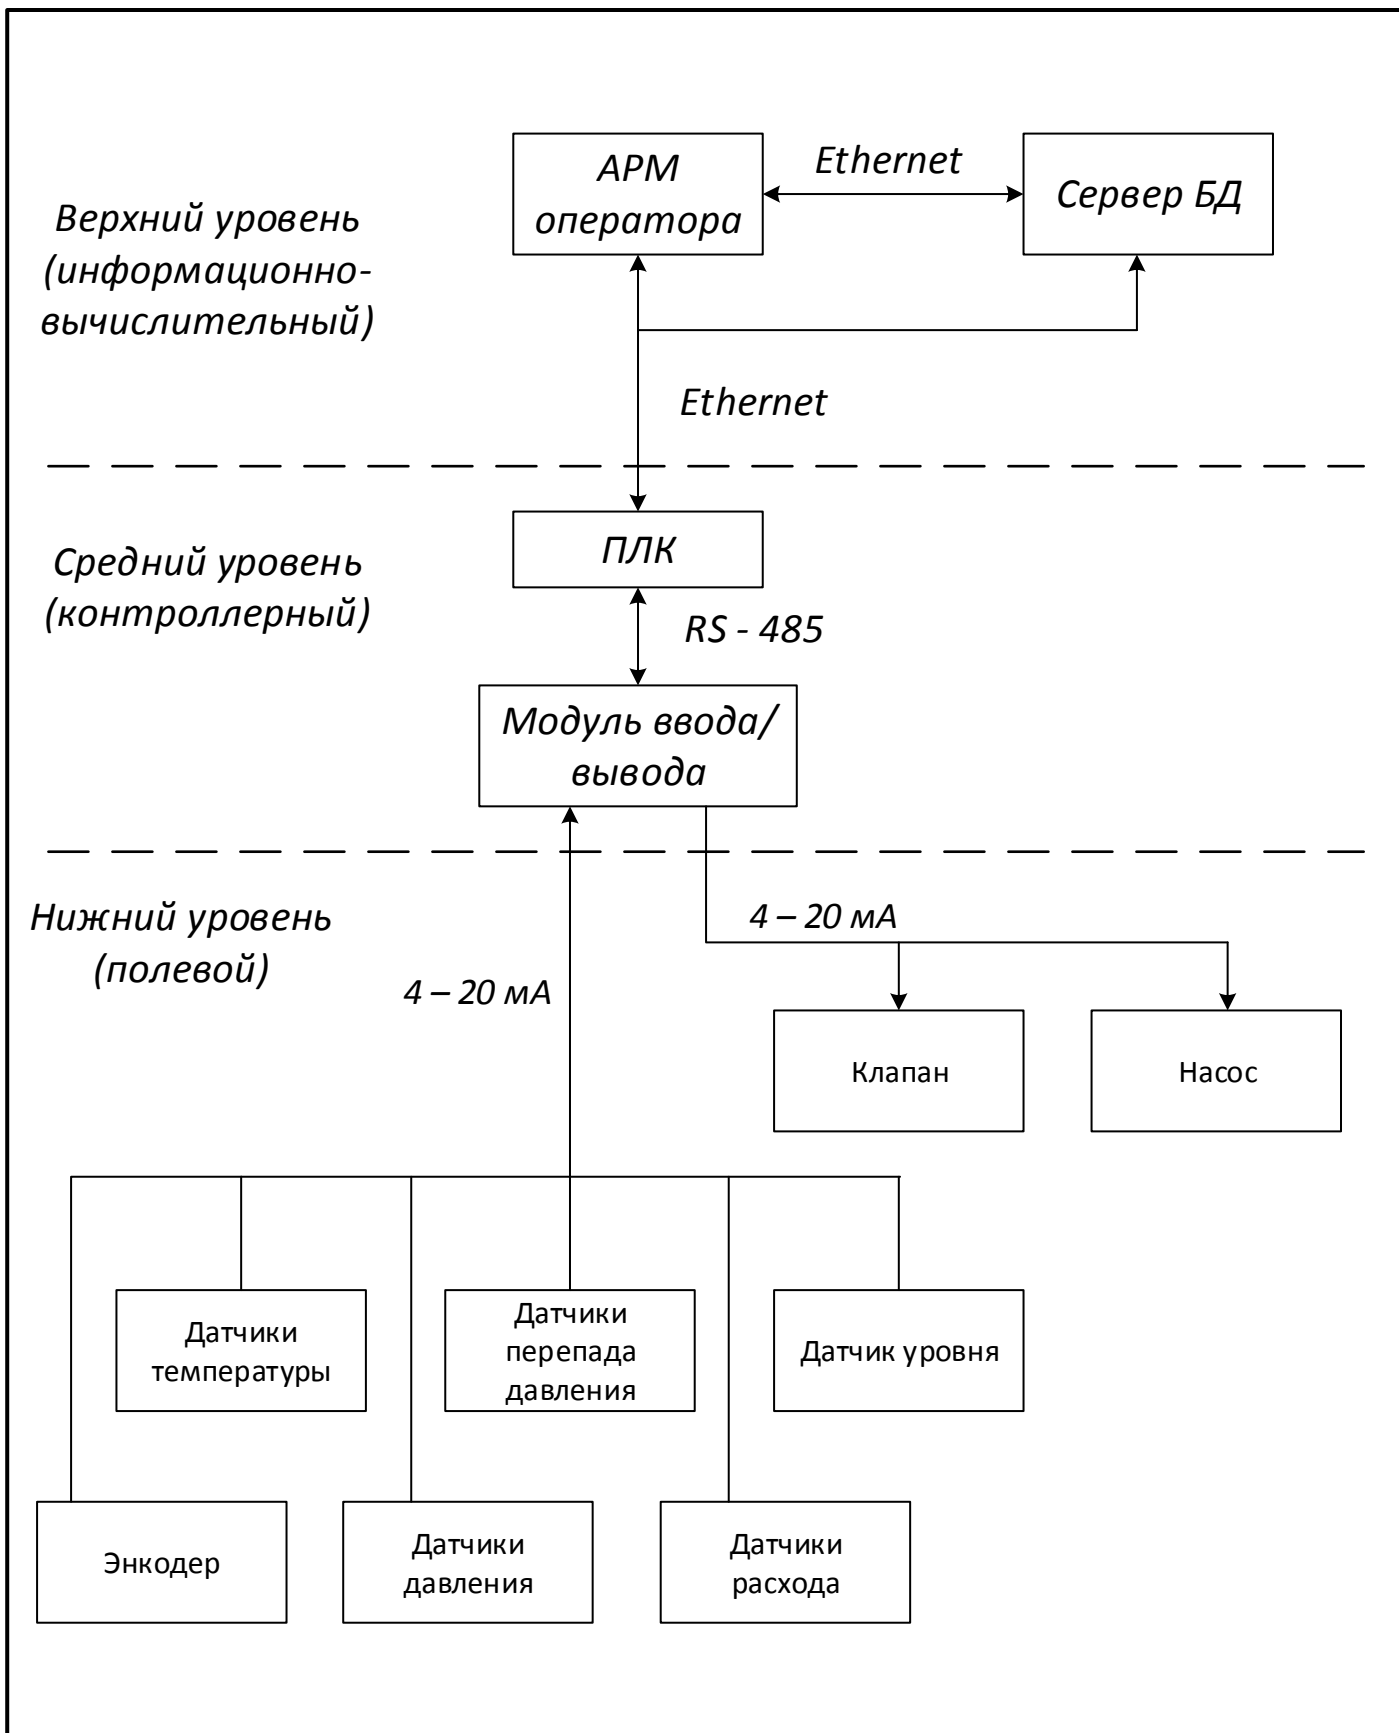 АРМ
оператора
Ethernet
Сервер БД
Верхний уровень
(информационно-
вычислительный)
Ethernet
Средний уровень
(контроллерный)
ПЛК
RS - 485
Модуль ввода/
вывода
Нижний уровень
(полевой)
4 – 20 мА
4 – 20 мА
Клапан
Насос
Датчики
температуры
Датчики
перепада
давления
Датчик уровня
Энкодер
Датчики
давления
Датчики
расхода